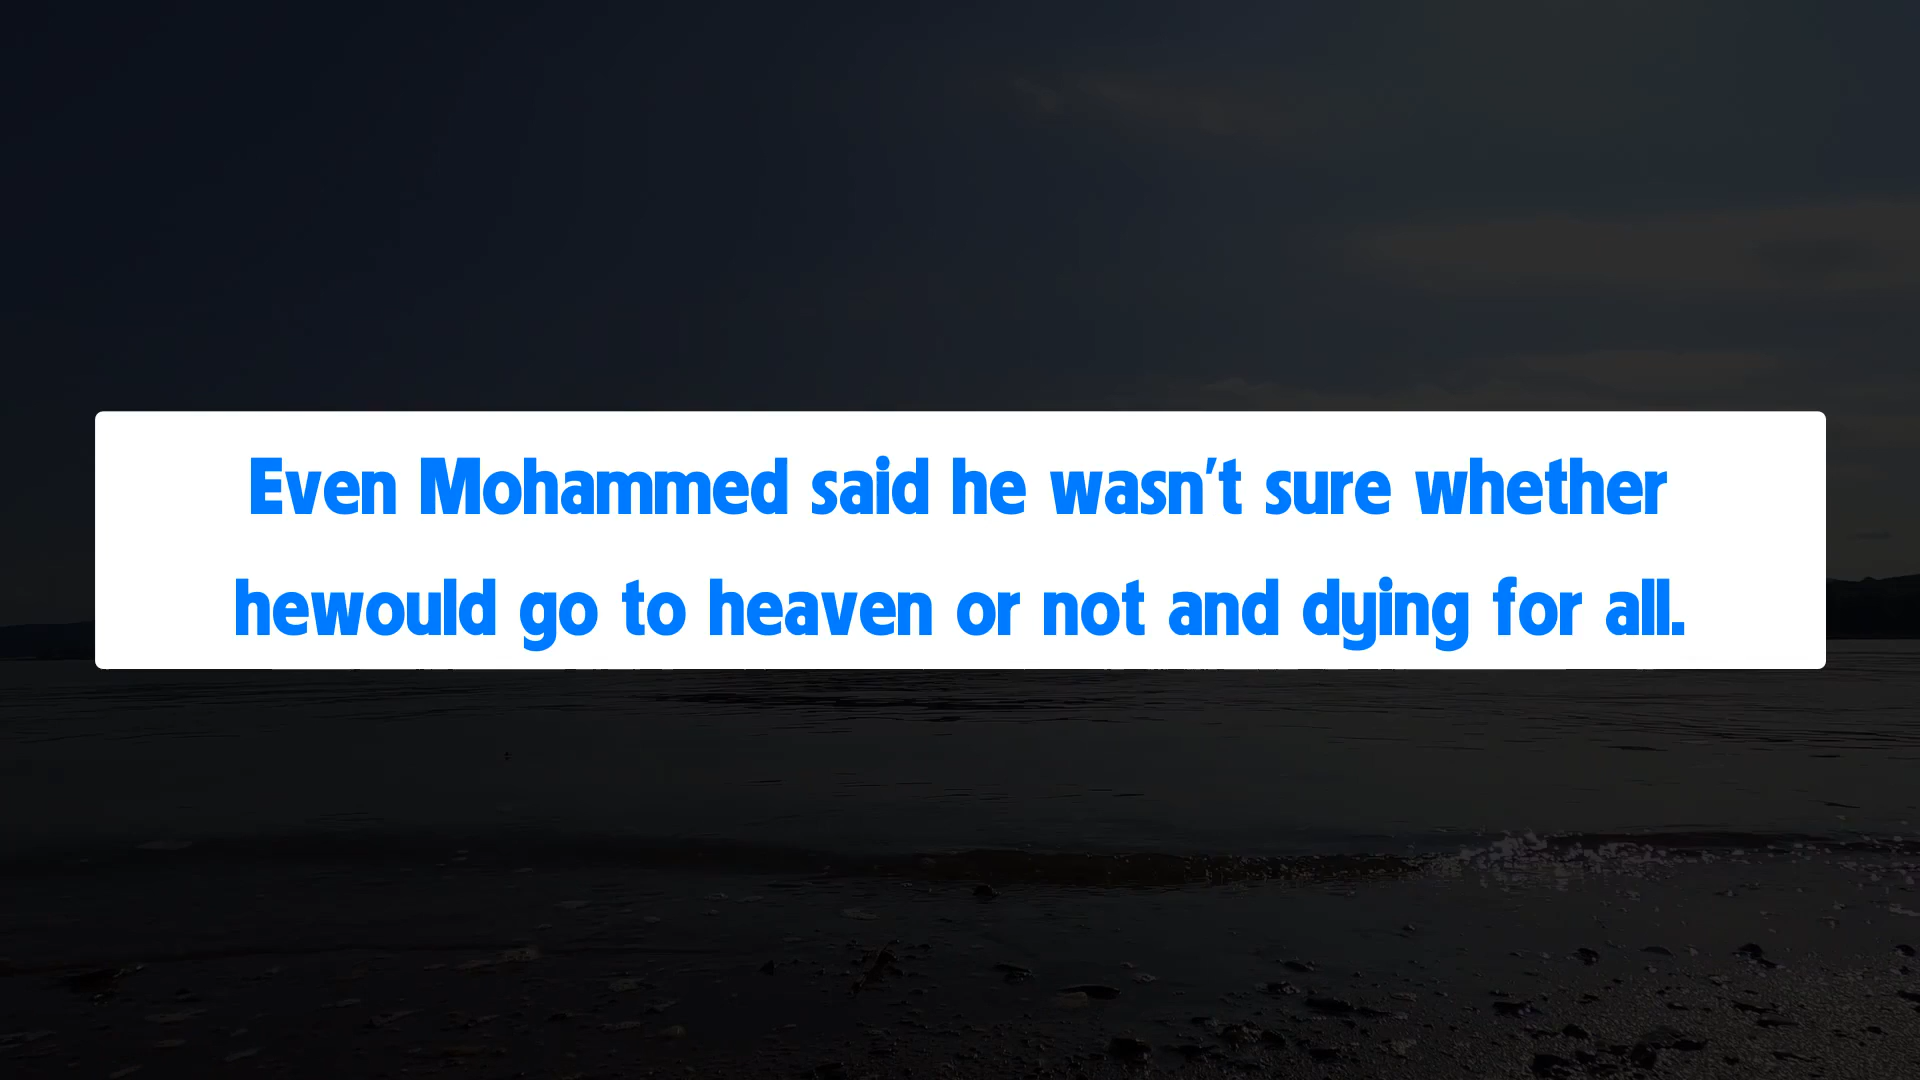 Even Mohammed said he wasn't sure whether
hewould go to heaven or not and dying for all.